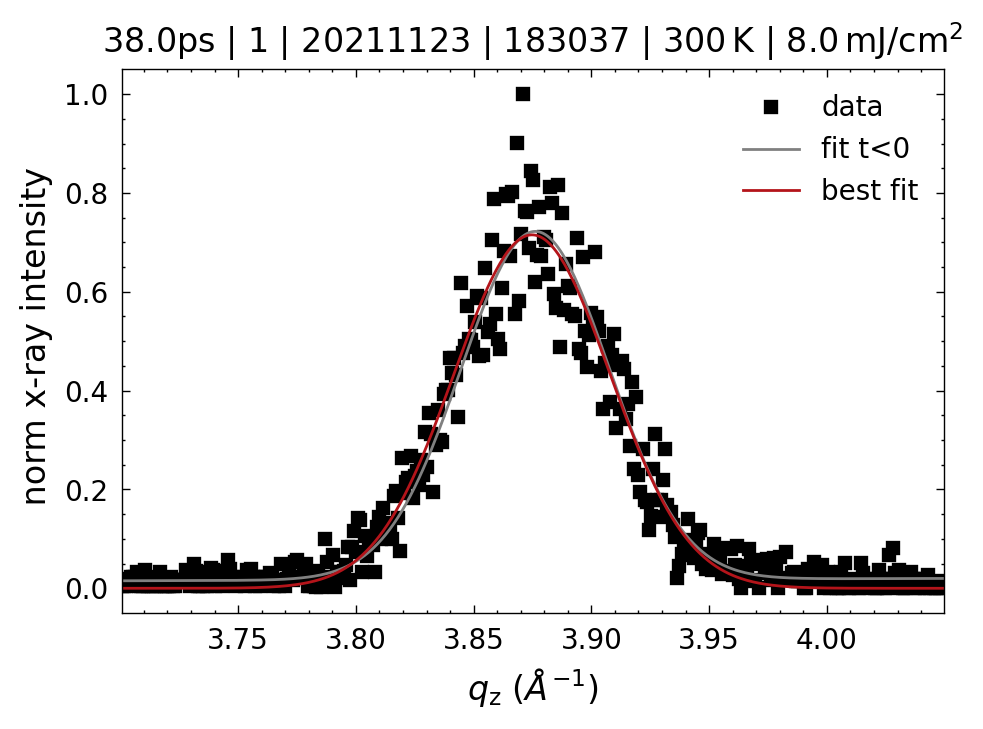 38.0ps | 1 | 20211123 | 183037 | 300 K | 8.0 mJ/cm²
1.0
0.8
0.6
0.4
0.2
0.0
norm x-ray intensity
data
fit t<0
best fit
3.75 3.80 3.85 3.90 3.95 4.00
q_z (Å⁻¹)